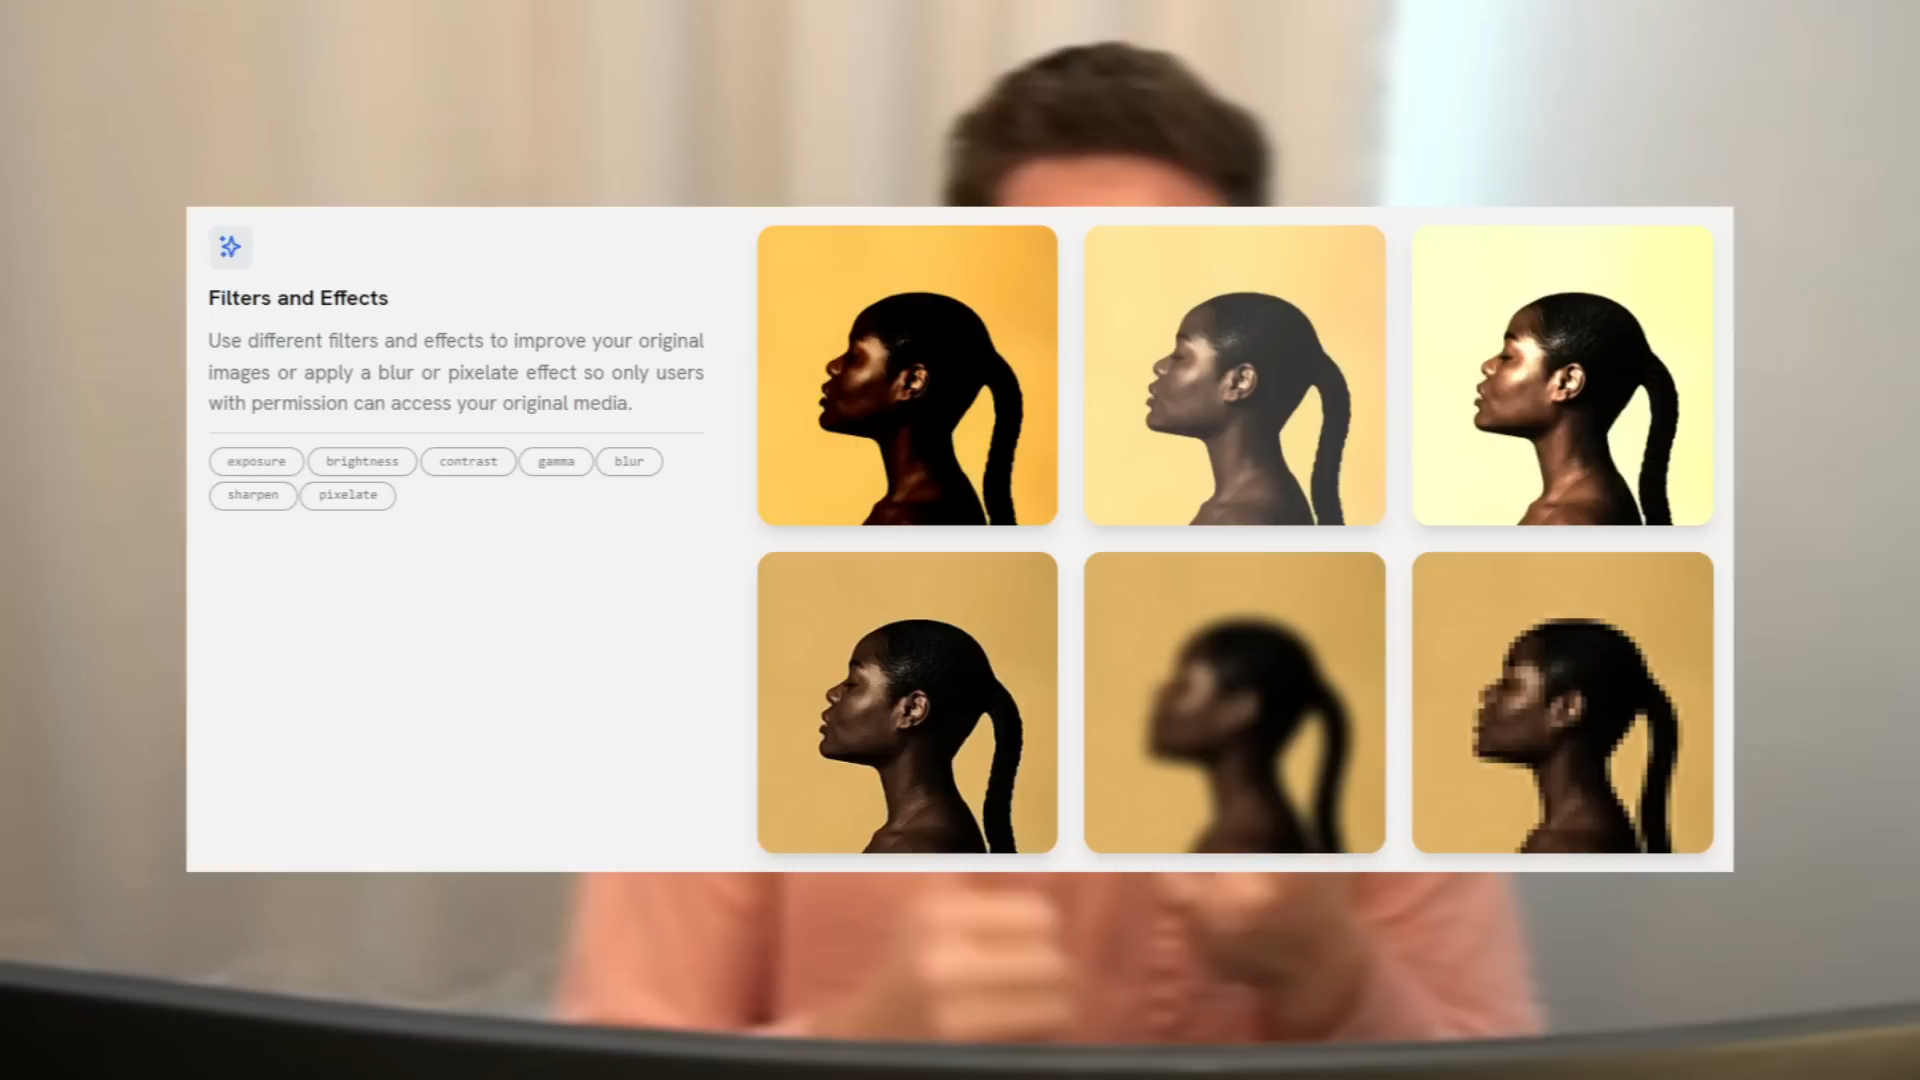 Filters and Effects
Use different filters and effects to improve your original
images or apply a blur or pixelate effect so only users
with permission can access your original media.
exposure brightness contrast gamma blur
sharpen pixelate